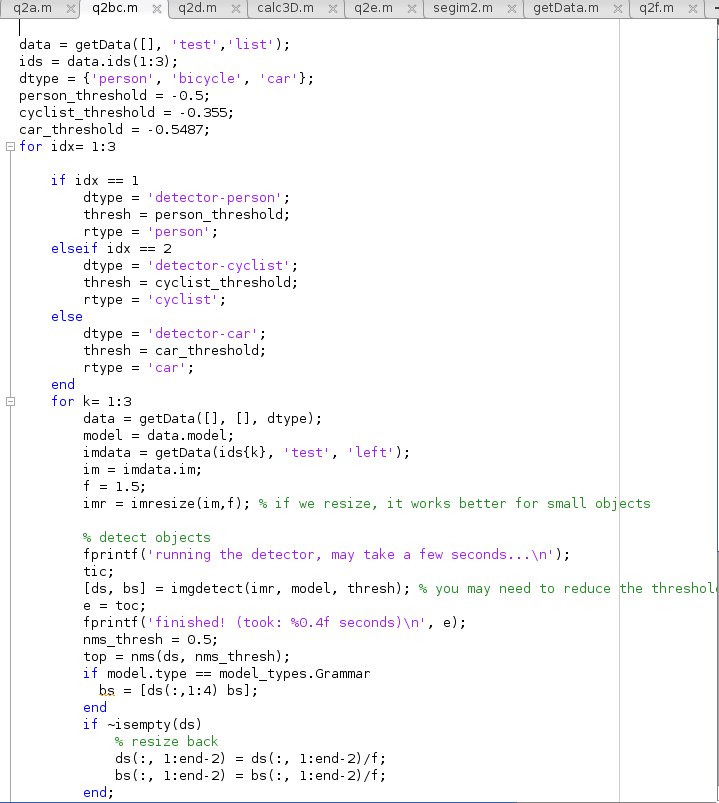 q2a.m × q2bc.m × q2d.m × calc3D.m × q2e.m × segim2.m × getData.m × q2f.m ×
data = getData([], 'test','list');
ids = data.ids(1:3);
dtype = {'person', 'bicycle', 'car'};
person_threshold = -0.5;
cyclist_threshold = -0.355;
car_threshold = -0.5487;
for idx= 1:3
if idx == 1
dtype = 'detector-person';
thresh = person_threshold;
rtype = 'person';
elseif idx == 2
dtype = 'detector-cyclist';
thresh = cyclist_threshold;
rtype = 'cyclist';
else
dtype = 'detector-car';
thresh = car_threshold;
rtype = 'car';
end
for k= 1:3
data = getData([], [], dtype);
model = data.model;
imdata = getData(ids{k}, 'test', 'left');
im = imdata.im;
f = 1.5;
imr = imresize(im,f); % if we resize, it works better for small objects
% detect objects
fprintf('running the detector, may take a few seconds...\n');
tic;
[ds, bs] = imgdetect(imr, model, thresh); % you may need to reduce the threshol
e = toc;
fprintf('finished! (took: %0.4f seconds)\n', e);
nms_thresh = 0.5;
top = nms(ds, nms_thresh);
if model.type == model_types.Grammar
bs = [ds(:,1:4) bs];
end
if ~isempty(ds)
% resize back
ds(:, 1:end-2) = ds(:, 1:end-2)/f;
bs(:, 1:end-2) = bs(:, 1:end-2)/f;
end;